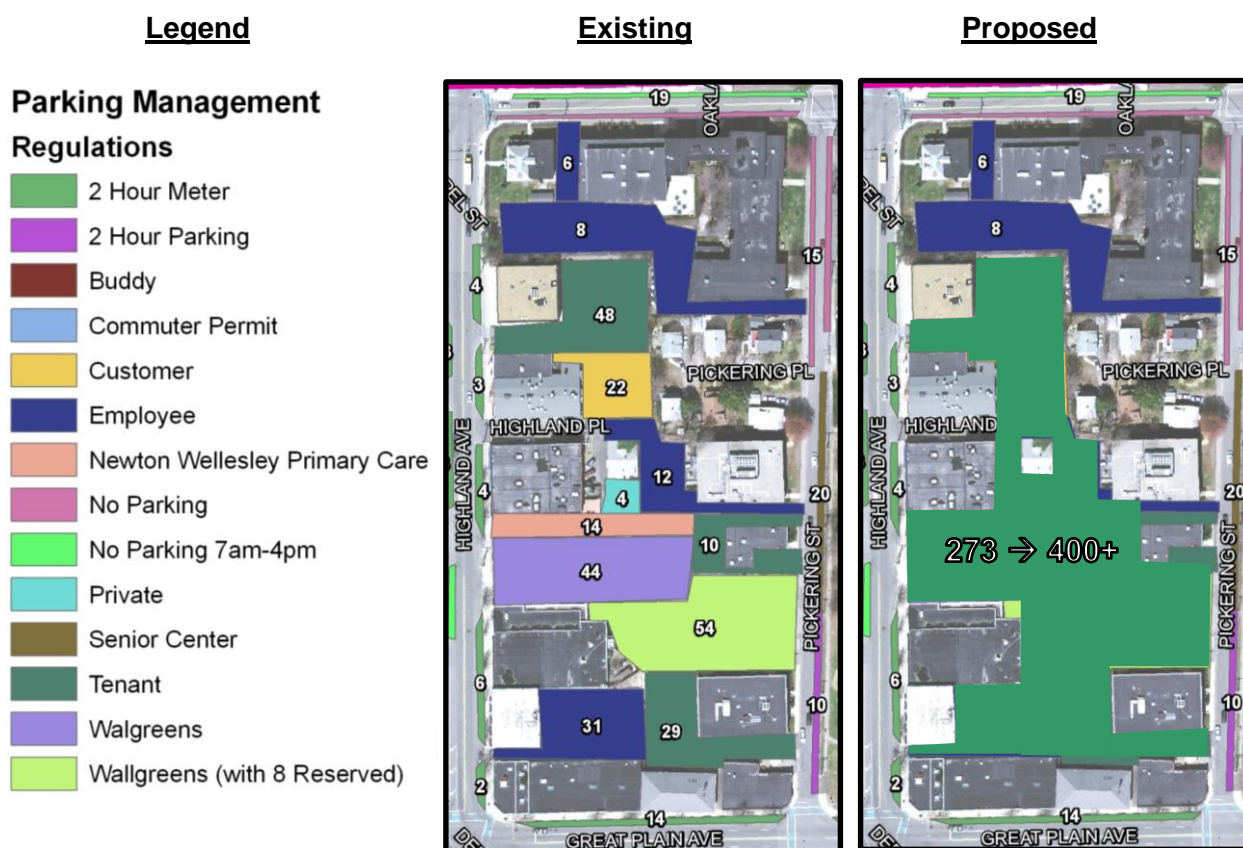 Legend
Existing
Proposed
Parking Management
Regulations
2 Hour Meter
2 Hour Parking
Buddy
Commuter Permit
Customer
Employee
Newton Wellesley Primary Care
No Parking
No Parking 7am-4pm
Private
Senior Center
Tenant
Walgreens
Wallgreens (with 8 Reserved)
19
OAKL
6
PEL ST
8
15
4
48
3
22
PICKERING PL
HIGHLAND AVE
HIGHLAND PL
4
12
4
20
14
10
44
PICKERING ST
54
6
31
29
10
2
14
GREAT PLAIN AVE
DE
19
OAKL
6
PEL ST
8
15
4
3
PICKERING PL
HIGHLAND AVE
HIGHLAND
4
20
273 → 400+
PICKERING ST
6
10
2
14
GREAT PLAIN AVE
DE